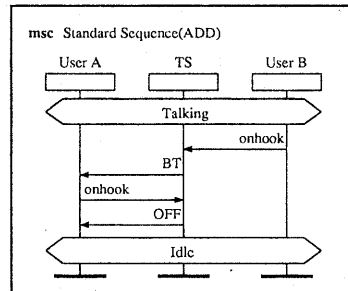 msc Standard Sequence(ADD)
User A TS User B
Talking
onhook
BT
onhook
OFF
Idle